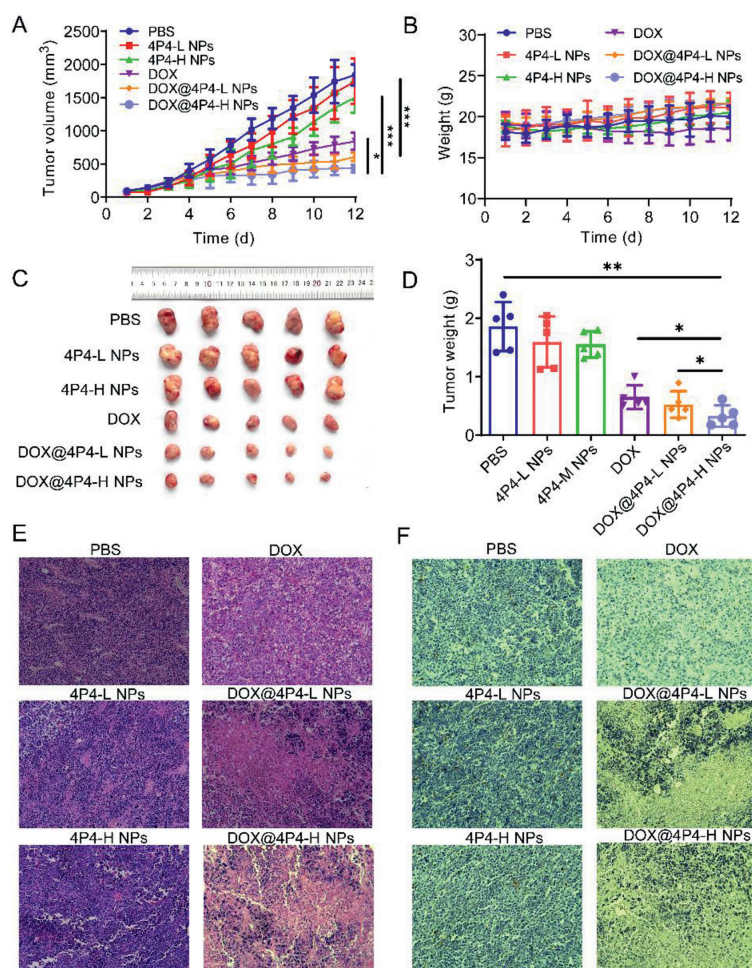 A
2500
2000
1500
1000
500
0
Tumor volume (mm³)
0 2 4 6 8 10 12
Time (d)
PBS
4P4-L NPs
4P4-H NPs
DOX
DOX@4P4-L NPs
DOX@4P4-H NPs
***
***
*
B
30
25
20
15
10
Weight (g)
0 2 4 6 8 10 12
Time (d)
PBS
4P4-L NPs
4P4-H NPs
DOX
DOX@4P4-L NPs
DOX@4P4-H NPs
C
PBS
4P4-L NPs
4P4-H NPs
DOX
DOX@4P4-L NPs
DOX@4P4-H NPs
D
3
2
1
0
Tumor weight (g)
**
*
*
PBS
4P4-L NPs
4P4-M NPs
DOX
DOX@4P4-L NPs
DOX@4P4-H NPs
E
PBS DOX
4P4-L NPs DOX@4P4-L NPs
4P4-H NPs DOX@4P4-H NPs
F
PBS DOX
4P4-L NPs DOX@4P4-L NPs
4P4-H NPs DOX@4P4-H NPs